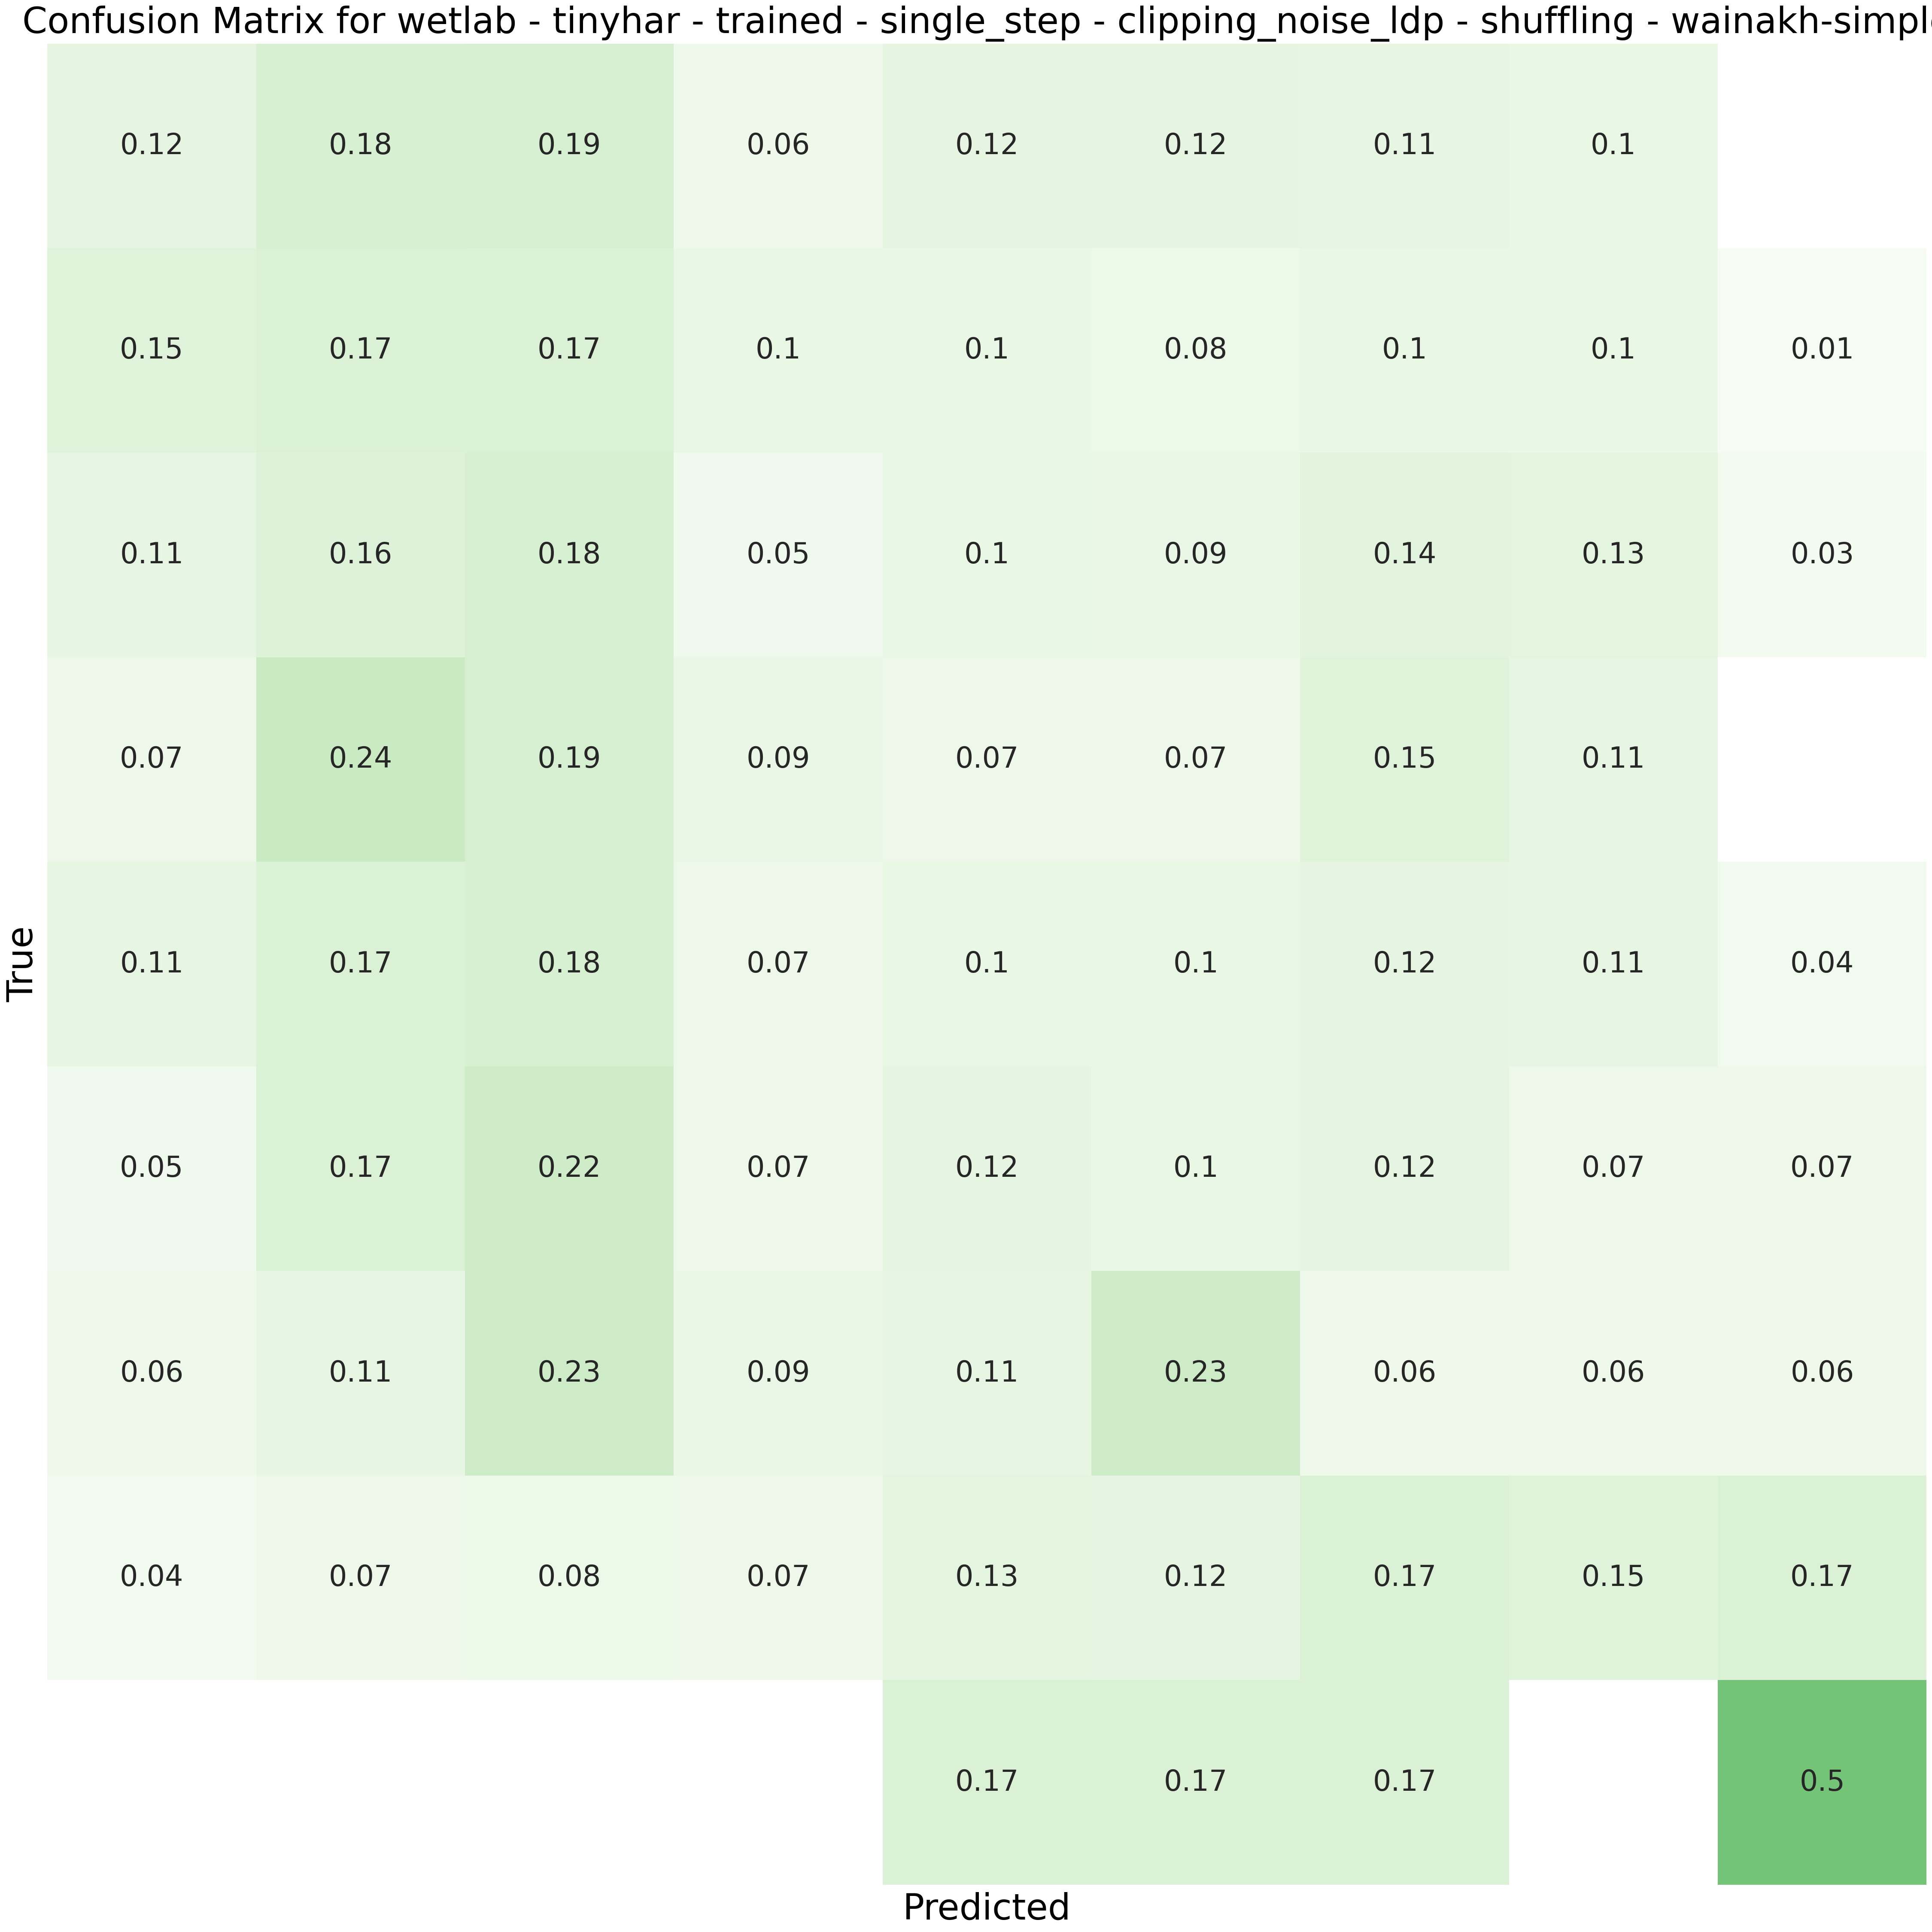 Confusion Matrix for wetlab - tinyhar - trained - single_step - clipping_noise_ldp - shuffling - wainakh-simple
0.12 0.18 0.19 0.06 0.12 0.12 0.11 0.1
0.15 0.17 0.17 0.1 0.1 0.08 0.1 0.1 0.01
0.11 0.16 0.18 0.05 0.1 0.09 0.14 0.13 0.03
0.07 0.24 0.19 0.09 0.07 0.07 0.15 0.11
0.11 0.17 0.18 0.07 0.1 0.1 0.12 0.11 0.04
0.05 0.17 0.22 0.07 0.12 0.1 0.12 0.07 0.07
0.06 0.11 0.23 0.09 0.11 0.23 0.06 0.06 0.06
0.04 0.07 0.08 0.07 0.13 0.12 0.17 0.15 0.17
0.17 0.17 0.17 0.5
True
Predicted